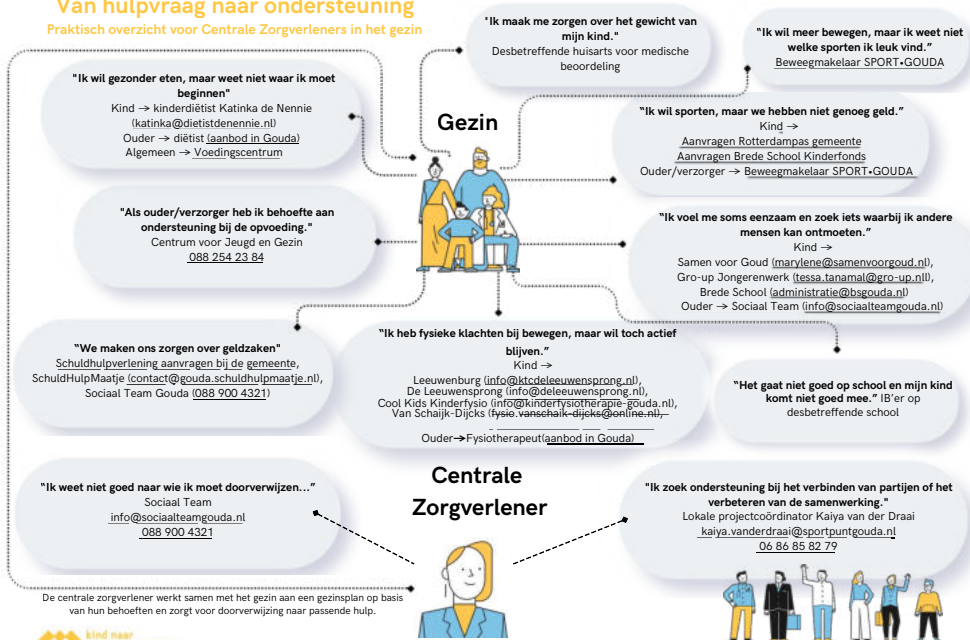 Van hulpvraag naar ondersteuning
Praktisch overzicht voor Centrale Zorgverleners in het gezin
"Ik wil gezonder eten, maar weet niet waar ik moet
beginnen"
Kind → kinderdiëtist Katinka de Nennie
(katinka@dietistdenennie.nl)
Ouder → diëtist (aanbod in Gouda)
Algemeen → Voedingscentrum
"Ik maak me zorgen over het gewicht van
mijn kind."
Desbetreffende huisarts voor medische
beoordeling
"Ik wil meer bewegen, maar ik weet niet
welke sporten ik leuk vind."
Beweegmakelaar SPORT•GOUDA
Gezin
"Ik wil sporten, maar we hebben niet genoeg geld."
Kind →
Aanvragen Rotterdampas gemeente
Aanvragen Brede School Kinderfonds
Ouder/verzorger → Beweegmakelaar SPORT•GOUDA
"Als ouder/verzorger heb ik behoefte aan
ondersteuning bij de opvoeding."
Centrum voor Jeugd en Gezin
088 254 23 84
"Ik voel me soms eenzaam en zoek iets waarbij ik andere
mensen kan ontmoeten."
Kind →
Samen voor Goud (marylene@samenvoorgoud.nl),
Gro-up Jongerenwerk (tessa.tanamal@gro-up.nll),
Brede School (administratie@bsgouda.nl)
Ouder → Sociaal Team (info@sociaalteamgouda.nl)
"We maken ons zorgen over geldzaken"
Schuldhulpverlening aanvragen bij de gemeente,
SchuldHulpMaatje (contact@gouda.schuldhulpmaatje.nl),
Sociaal Team Gouda (088 900 4321)
"Ik heb fysieke klachten bij bewegen, maar wil toch actief
blijven."
Kind →
Leeuwenburg (info@ktcdeleeuwensprong.nl),
De Leeuwensprong (info@deleeuwensprong.nl),
Cool Kids Kinderfysio (info@kinderfysiotherapie-gouda.nl),
Van Schaijk-Dijcks (fysio.vanschaik-dijcks@online.nl),
Ouder→Fysiotherapeut(aanbod in Gouda)
"Het gaat niet goed op school en mijn kind
komt niet goed mee." IB'er op
desbetreffende school
Centrale
Zorgverlener
"Ik weet niet goed naar wie ik moet doorverwijzen..."
Sociaal Team
info@sociaalteamgouda.nl
088 900 4321
"Ik zoek ondersteuning bij het verbinden van partijen of het
verbeteren van de samenwerking."
Lokale projectcoördinator Kaiya van der Draai
kaiya.vanderdraai@sportpuntgouda.nl
06 86 85 82 79
De centrale zorgverlener werkt samen met het gezin aan een gezinsplan op basis
van hun behoeften en zorgt voor doorverwijzing naar passende hulp.
kind naar